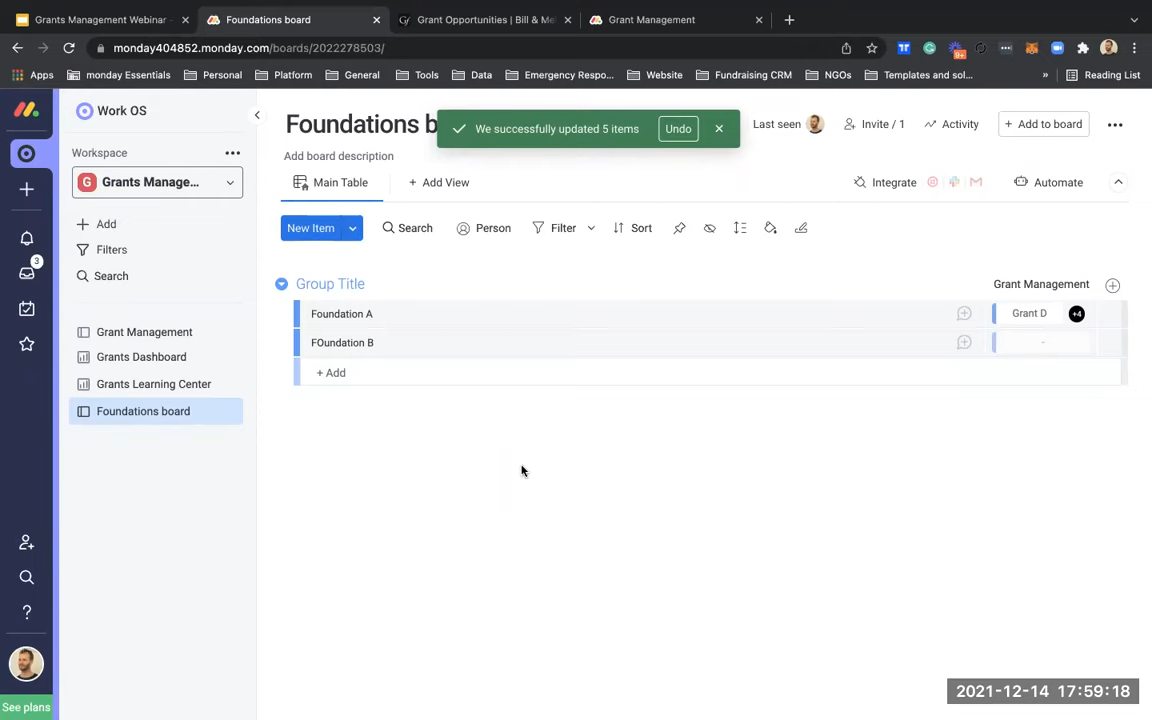 Grants Management Webinar -
Foundations board
Gf
Grant Opportunities | Bill & Me
Grant Management
monday404852.monday.com/boards/2022278503/
Apps
monday Essentials
Personal
Platform
General
Tools
Data
Emergency Respo...
Website
Fundraising CRM
NGOs
Templates and sol...
»
Reading List
Work OS
Workspace
G
Grants Manage...
Add
Filters
Search
Grant Management
Grants Dashboard
Grants Learning Center
Foundations board
3
See plans
Foundations b
We successfully updated 5 items
Undo
Last seen
Invite / 1
Activity
+ Add to board
Add board description
Main Table
+ Add View
Integrate
Automate
New Item
Search
Person
Filter
Sort
Group Title
Grant Management
Foundation A
Grant D
+4
FOundation B
-
+ Add
2021-12-14 17:59:18